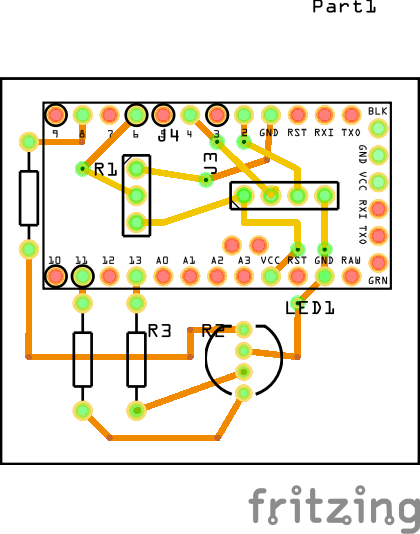 Part1
BLK
9 8 7 6 5 4 3 2 GND RST RXI TXO
J4
J3
R1
GND VCC RXI TXO
10 11 12 13 A0 A1 A2 A3 VCC RST GND RAW
GRN
LED1
R3 R2
fritzing